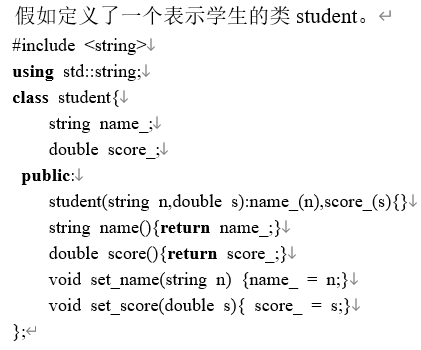 假如定义了一个表示学生的类 student。
#include <string>
using std::string;
class student{
string name_;
double score_;
public:
student(string n,double s):name_(n),score_(s){}
string name(){return name_;}
double score(){return score_;}
void set_name(string n) {name_ = n;}
void set_score(double s){ score_ = s;}
};